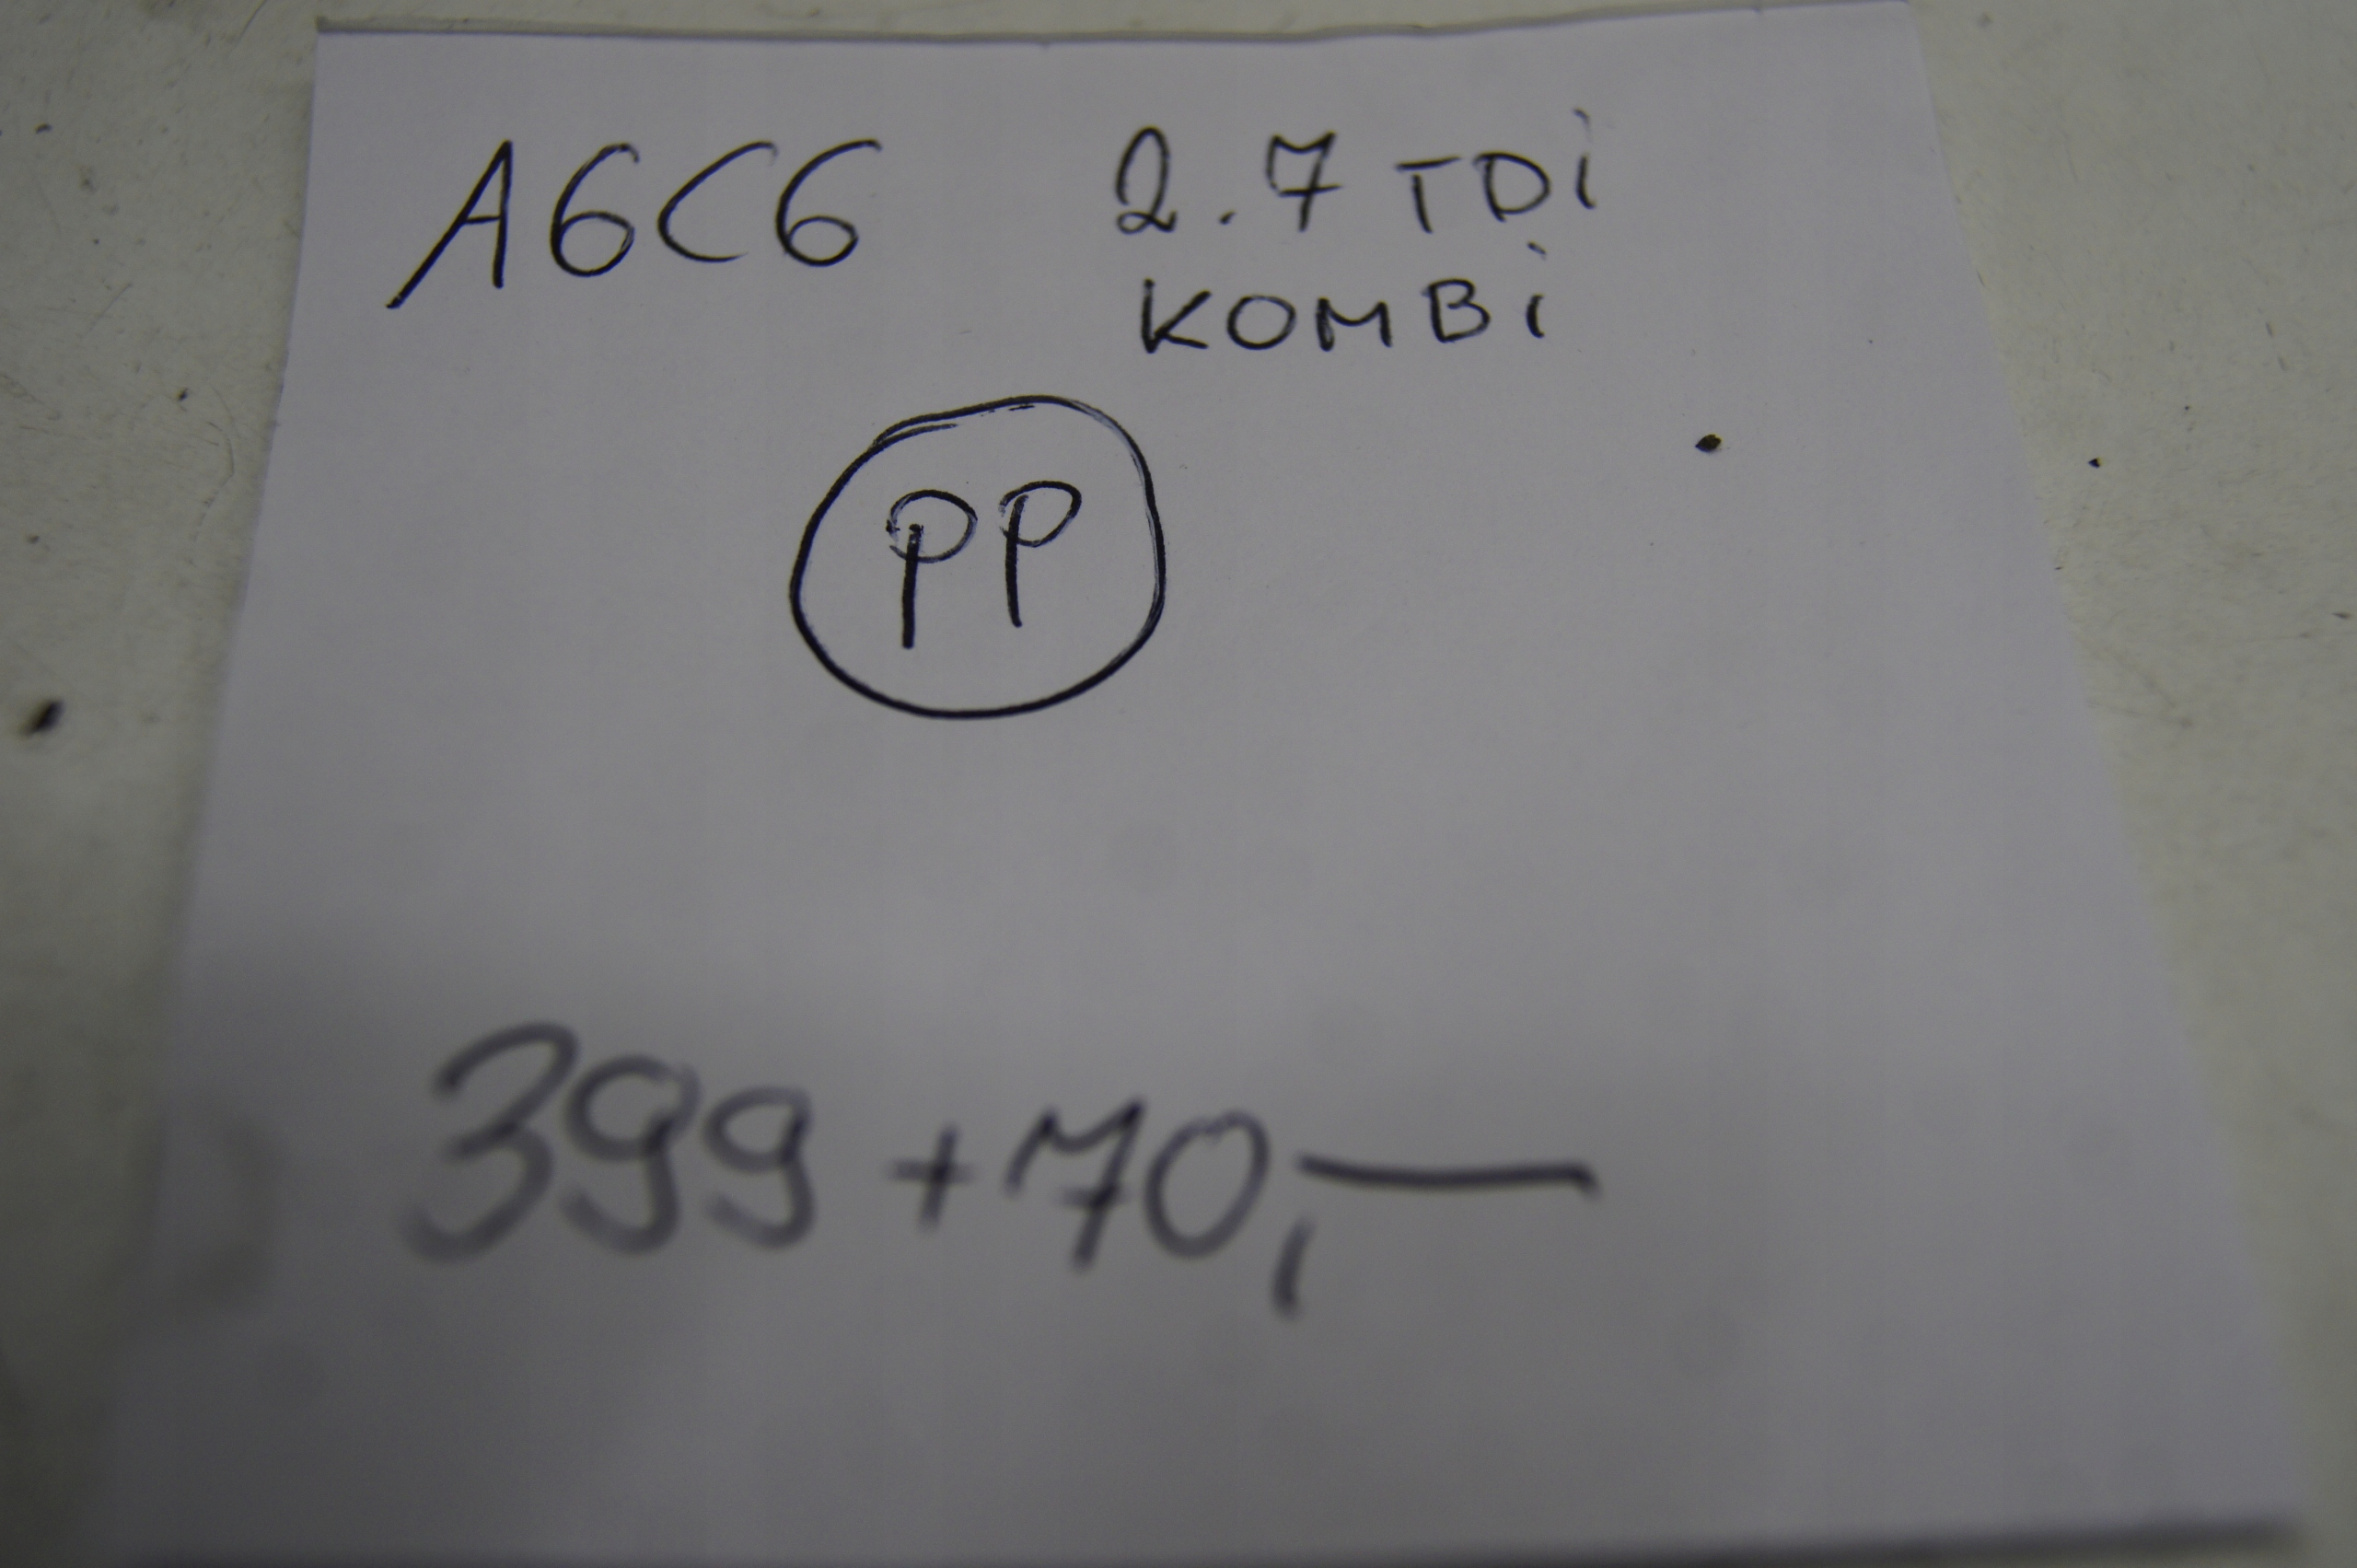 A6C6 2.7 TDi
KOMBi
PP
399 + 70,—